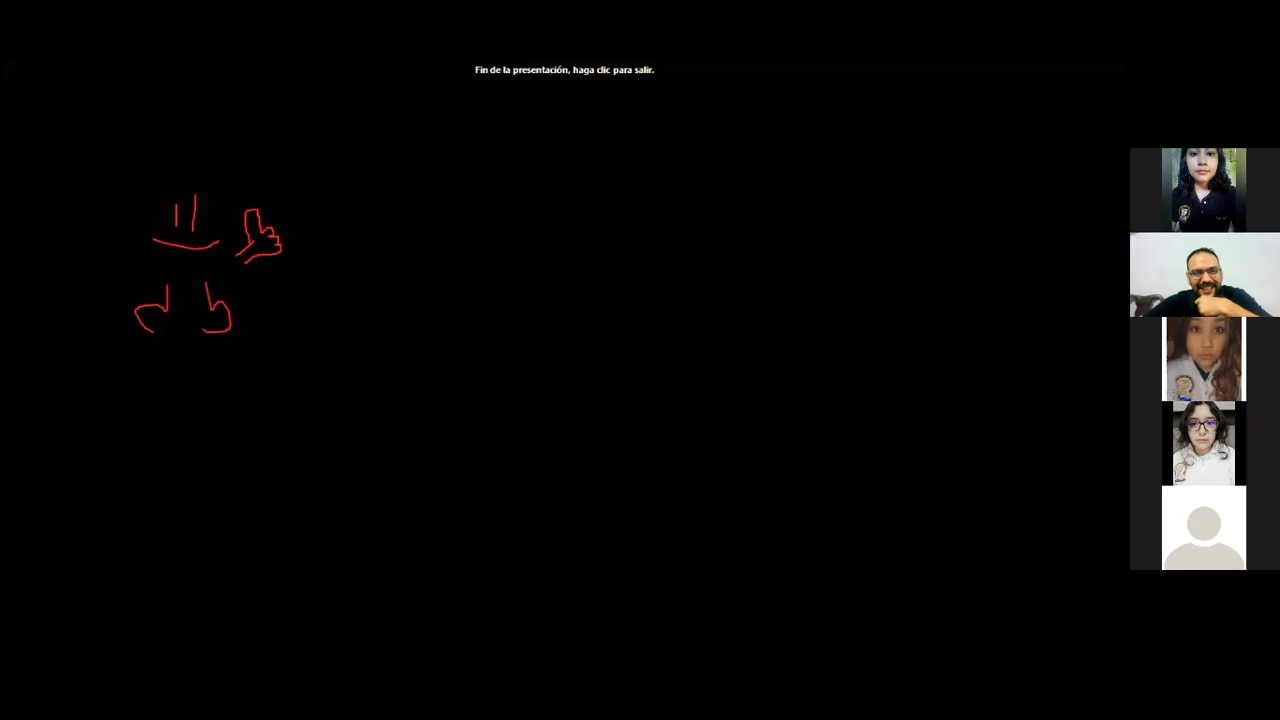 Fin de la presentación, haga clic para salir.